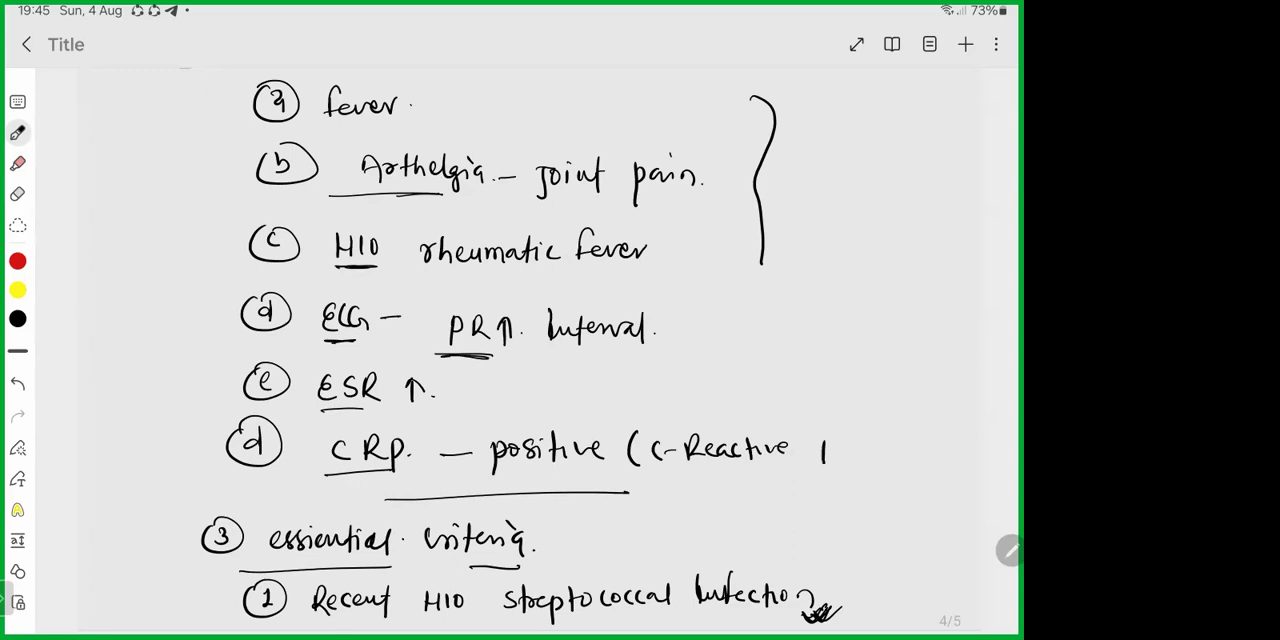 19:45 Sun, 4 Aug 73%
Title
(a) fever.
(b) Arthelgia. - Joint pain.
(c) H/O rheumatic fever
(d) ECG - PR↑. Interval.
(e) ESR ↑.
(d) CRP. - positive (C-Reactive
(3) essiential. criteria.
(1) Recent H/O streptococcal Infection
4/5